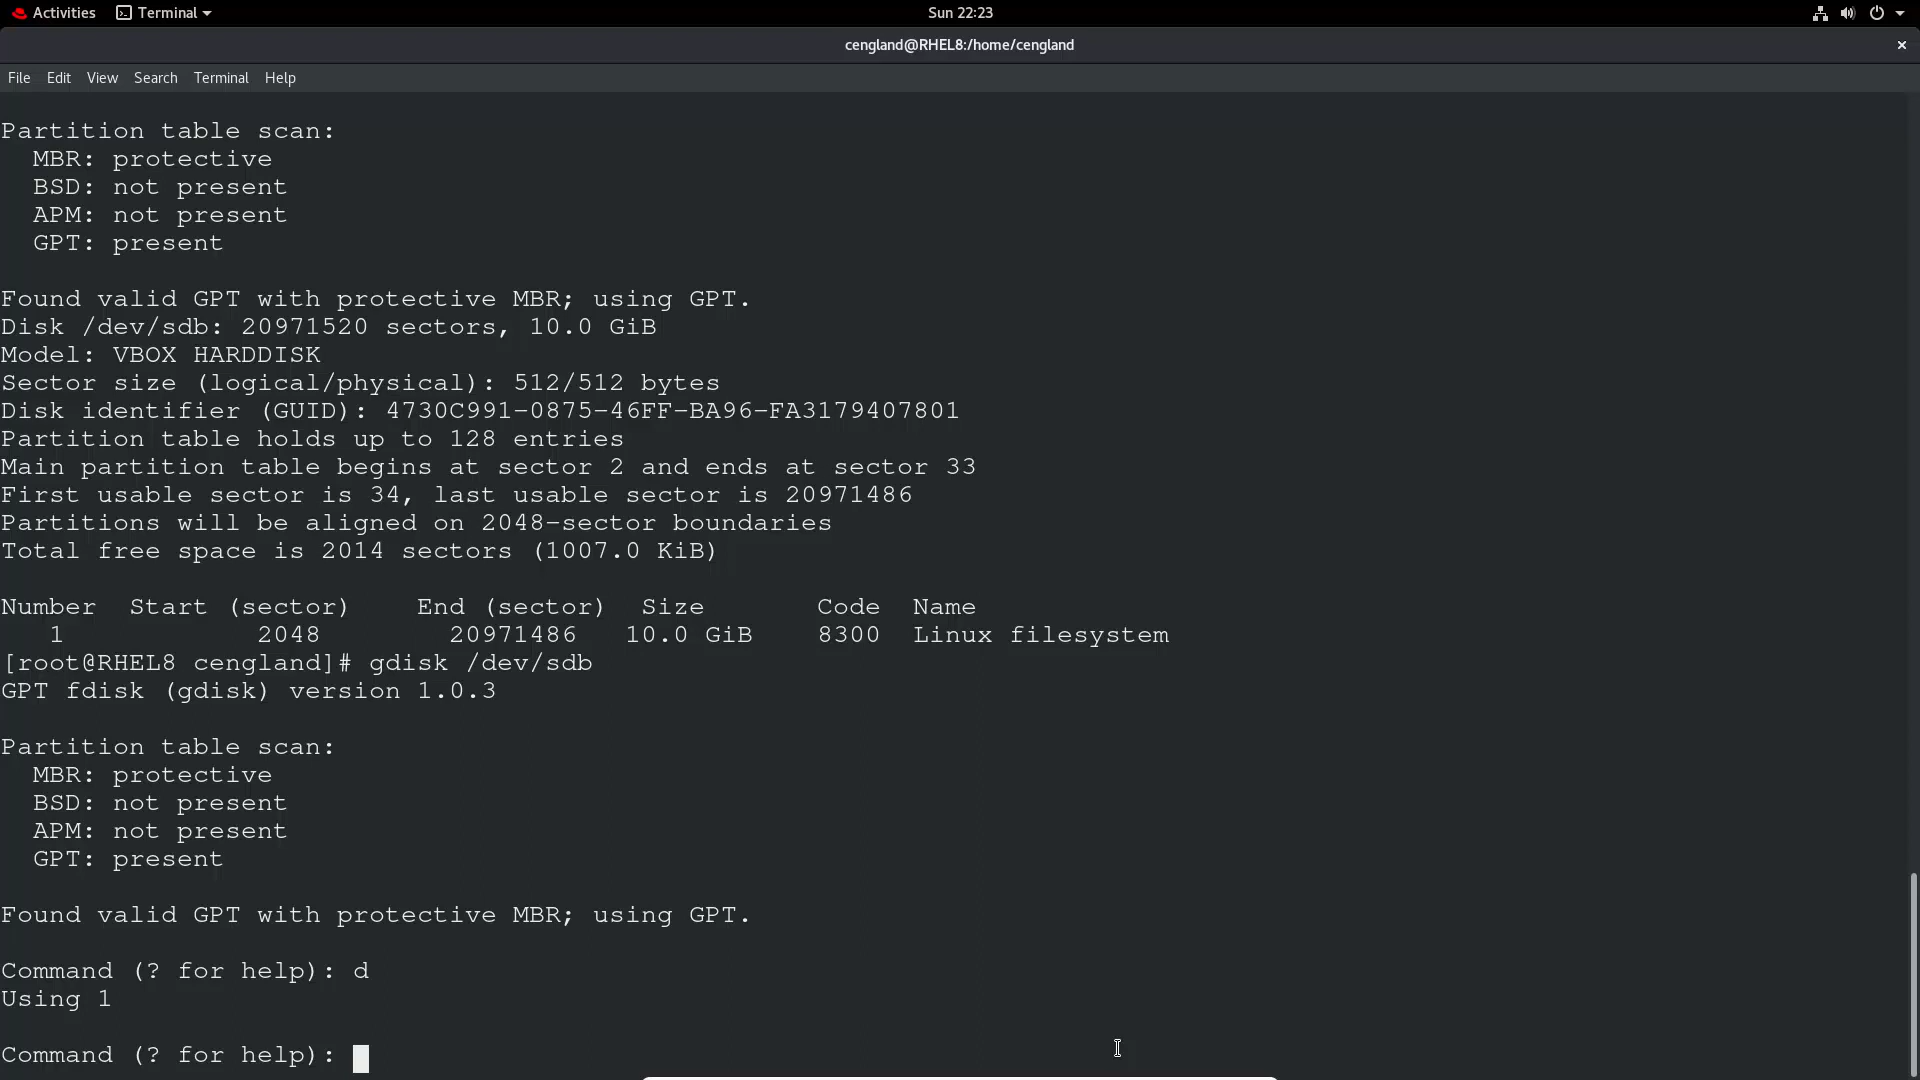 Activities Terminal Sun 22:23
cengland@RHEL8:/home/cengland ×
File Edit View Search Terminal Help
Partition table scan:
  MBR: protective
  BSD: not present
  APM: not present
  GPT: present
Found valid GPT with protective MBR; using GPT.
Disk /dev/sdb: 20971520 sectors, 10.0 GiB
Model: VBOX HARDDISK
Sector size (logical/physical): 512/512 bytes
Disk identifier (GUID): 4730C991-0875-46FF-BA96-FA3179407801
Partition table holds up to 128 entries
Main partition table begins at sector 2 and ends at sector 33
First usable sector is 34, last usable sector is 20971486
Partitions will be aligned on 2048-sector boundaries
Total free space is 2014 sectors (1007.0 KiB)
Number  Start (sector)    End (sector)  Size       Code  Name
   1            2048        20971486   10.0 GiB    8300  Linux filesystem
[root@RHEL8 cengland]# gdisk /dev/sdb
GPT fdisk (gdisk) version 1.0.3
Partition table scan:
  MBR: protective
  BSD: not present
  APM: not present
  GPT: present
Found valid GPT with protective MBR; using GPT.
Command (? for help): d
Using 1
Command (? for help):